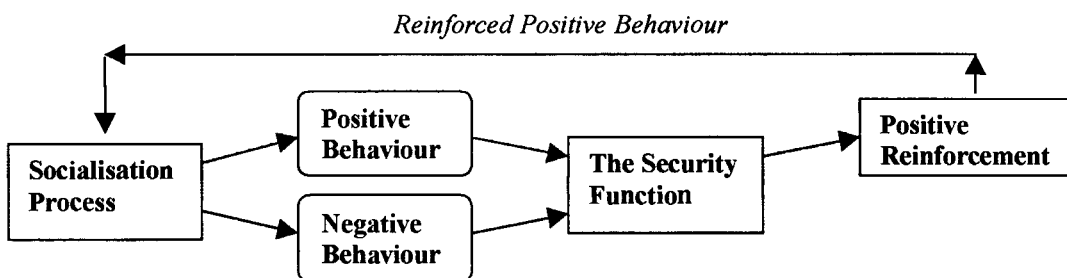 Reinforced Positive Behaviour
Socialisation
Process
Positive
Behaviour
Negative
Behaviour
The Security
Function
Positive
Reinforcement